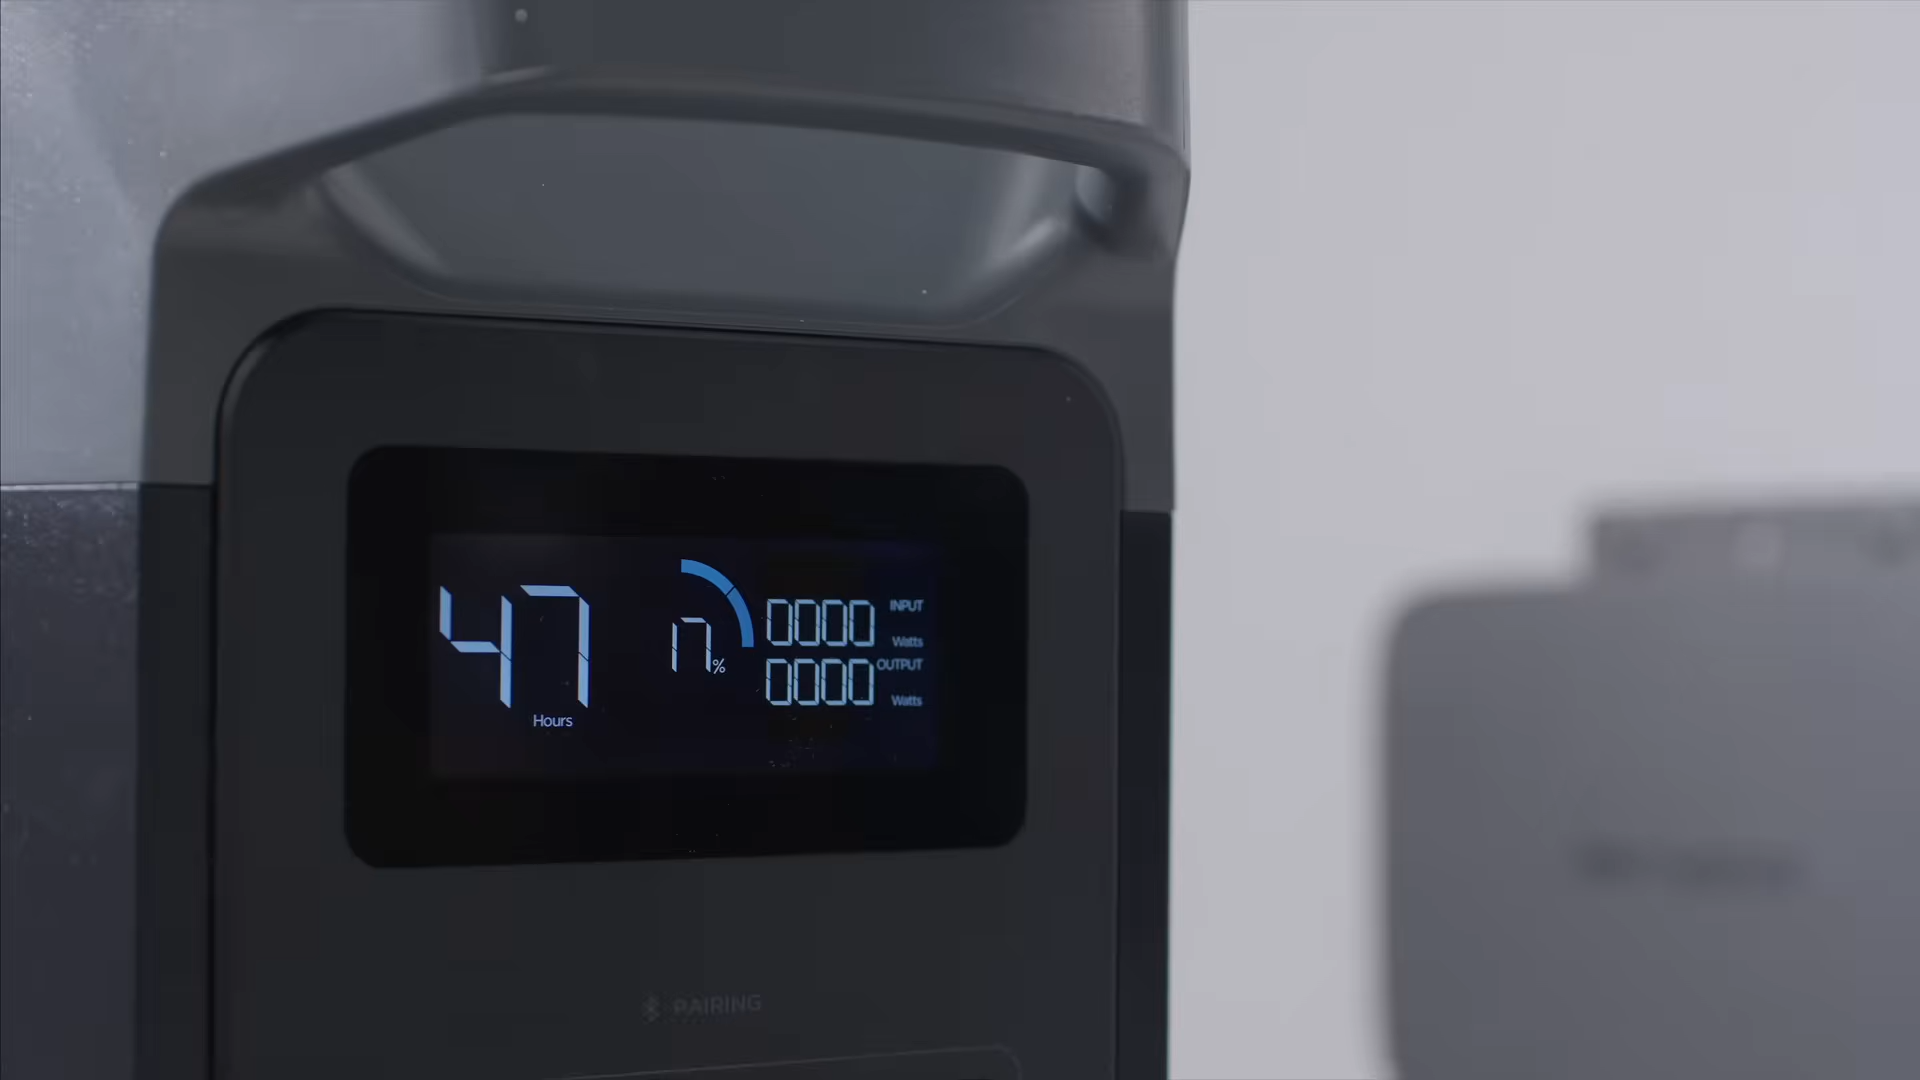 47
Hours
%
0000 INPUT
Watts
0000 OUTPUT
Watts
PAIRING